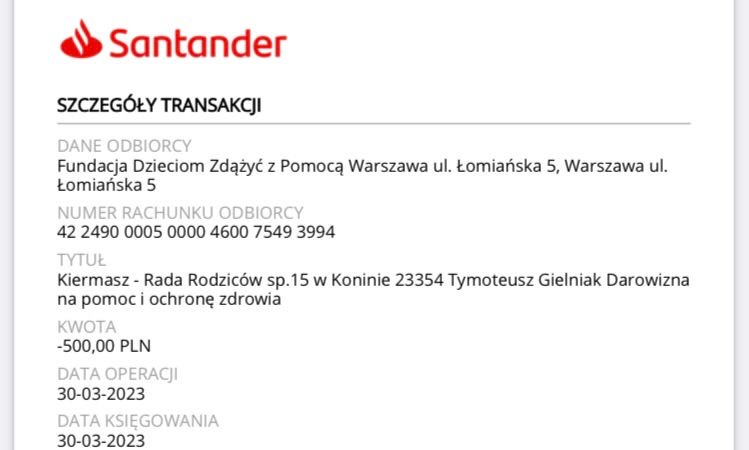 Santander
SZCZEGÓŁY TRANSAKCJI
DANE ODBIORCY
Fundacja Dzieciom Zdążyć z Pomocą Warszawa ul. Łomiańska 5, Warszawa ul.
Łomiańska 5
NUMER RACHUNKU ODBIORCY
42 2490 0005 0000 4600 7549 3994
TYTUŁ
Kiermasz - Rada Rodziców sp.15 w Koninie 23354 Tymoteusz Gielniak Darowizna
na pomoc i ochronę zdrowia
KWOTA
-500,00 PLN
DATA OPERACJI
30-03-2023
DATA KSIĘGOWANIA
30-03-2023